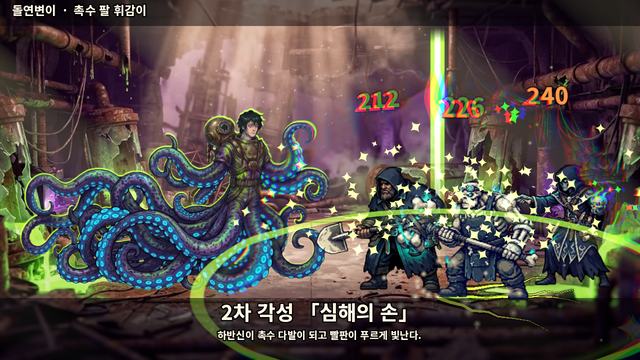 돌연변이 · 촉수 팔 휘감이
212
226
240
2차 각성 「심해의 손」
하반신이 촉수 다발이 되고 빨판이 푸르게 빛난다.